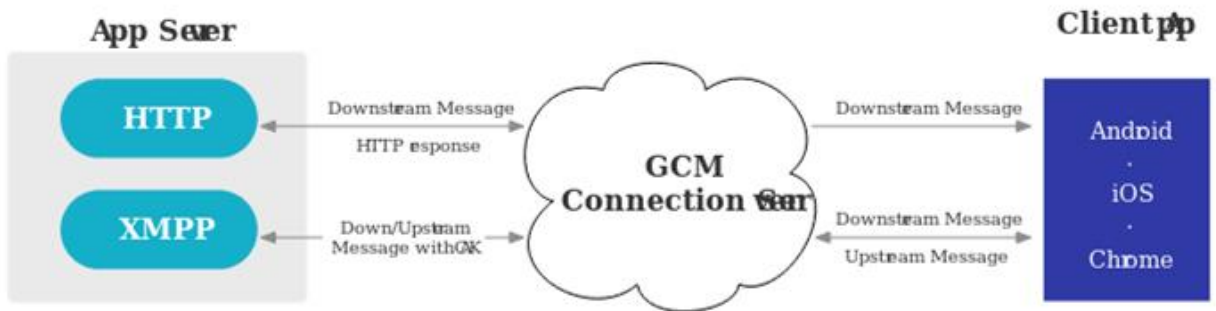 App Server
Client App
HTTP
Downstream Message
HTTP response
Downstream Message
Android
.
iOS
.
Chrome
GCM
Connection Server
XMPP
Down/Upstream
Message with ACK
Downstream Message
Upstream Message